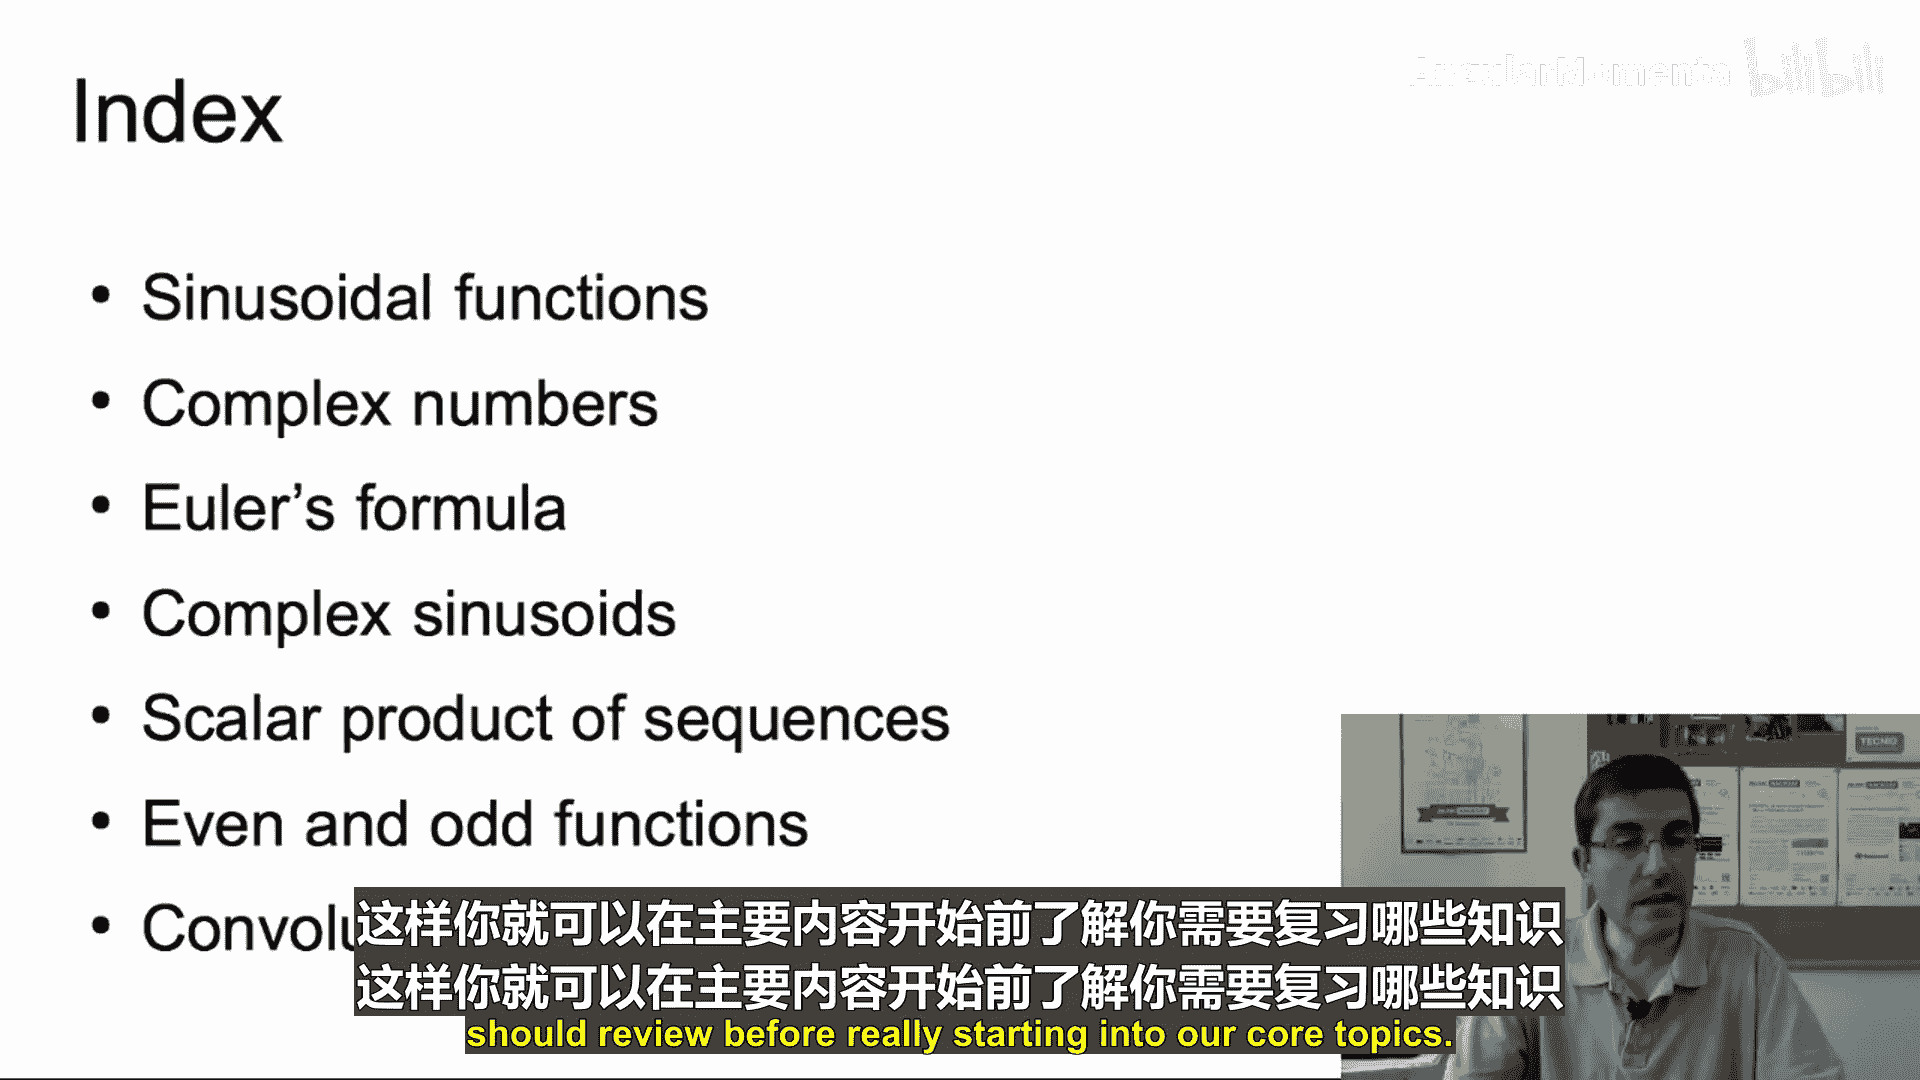 Index
bilibili
• Sinusoidal functions
• Complex numbers
• Euler’s formula
• Complex sinusoids
• Scalar product of sequences
• Even and odd functions
TECNIO
这样你就可以在主要内容开始前了解你需要复习哪些知识
这样你就可以在主要内容开始前了解你需要复习哪些知识
should review before really starting into our core topics.